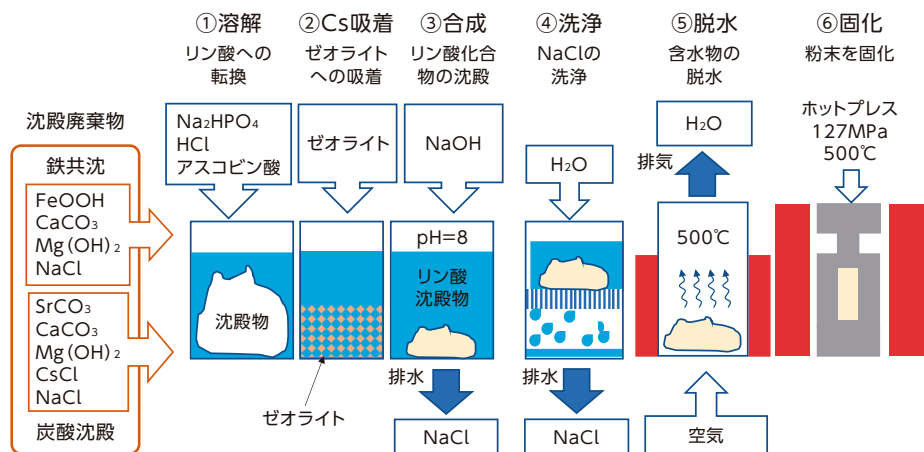 ①溶解
リン酸への
転換
②Cs吸着
ゼオライト
への吸着
③合成
リン酸化合
物の沈殿
④洗浄
NaClの
洗浄
⑤脱水
含水物の
脱水
⑥固化
粉末を固化
沈殿廃棄物
鉄共沈
FeOOH
CaCO₃
Mg(OH)₂
NaCl
SrCO₃
CaCO₃
Mg(OH)₂
CsCl
NaCl
炭酸沈殿
Na₂HPO₄
HCl
アスコビン酸
沈殿物
ゼオライト
ゼオライト
NaOH
pH=8
リン酸
沈殿物
排水
NaCl
H₂O
排水
NaCl
H₂O
排気
500℃
空気
ホットプレス
127MPa
500℃